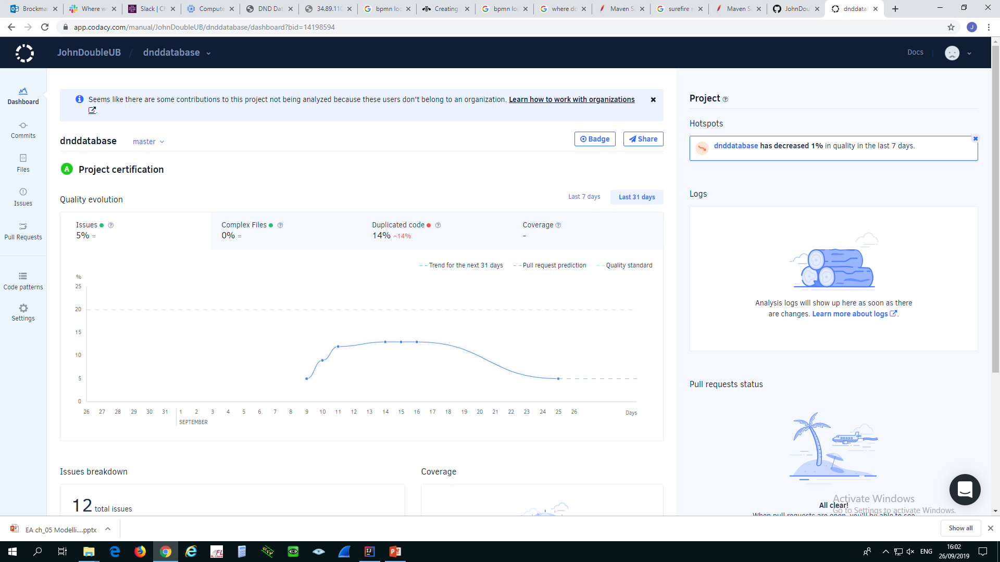 Brockmar
Where w
Slack | Ch
Compute
DND Dat
34.89.110
bpmn loc
Creating
bpmn loc
where do
Maven Su
surefire r
Maven Su
JohnDou
dnddatab
app.codacy.com/manual/JohnDoubleUB/dnddatabase/dashboard?bid=14198594
J
JohnDoubleUB / dnddatabase
Docs
Dashboard
Commits
Files
Issues
Pull Requests
Code patterns
Settings
Seems like there are some contributions to this project not being analyzed because these users don't belong to an organization. Learn how to work with organizations
.
dnddatabase
master
Badge
Share
A Project certification
Quality evolution
Last 7 days
Last 31 days
Issues
5% =
Complex Files
0% =
Duplicated code
14% 14%
Coverage
-
Trend for the next 31 days
Pull request prediction
Quality standard
%
25
20
15
10
5
0
26 27 28 29 30 31 1 2 3 4 5 6 7 8 9 10 11 12 13 14 15 16 17 18 19 20 21 22 23 24 25 26
Days
SEPTEMBER
Issues breakdown
12 total issues
Coverage
Project
Hotspots
dnddatabase has decreased 1% in quality in the last 7 days.
Logs
Analysis logs will show up here as soon as there
are changes. Learn more about logs .
Pull requests status
All clear!
When pull requests are open, you'll be able to see
Activate Windows
Go to Settings to activate Windows.
EA ch_05 Modelli....pptx
Show all
ENG
16:02
26/09/2019